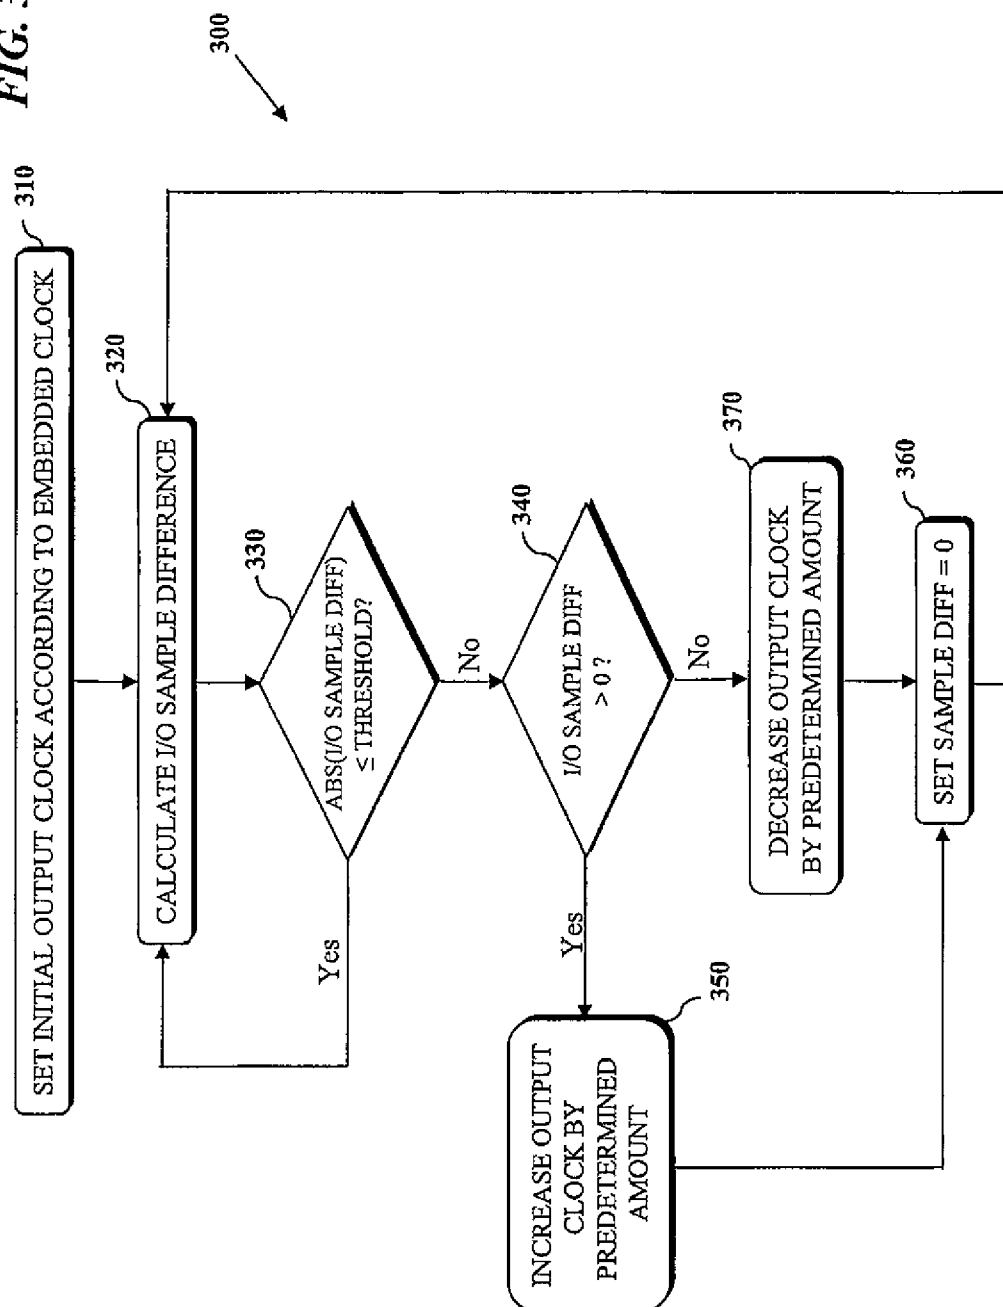 FIG. 3
300
310
SET INITIAL OUTPUT CLOCK ACCORDING TO EMBEDDED CLOCK
320
CALCULATE I/O SAMPLE DIFFERENCE
330
ABS(I/O SAMPLE DIFF)
≤ THRESHOLD?
Yes
No
340
I/O SAMPLE DIFF
> 0 ?
Yes
No
350
INCREASE OUTPUT
CLOCK BY
PREDETERMINED
AMOUNT
370
DECREASE OUTPUT CLOCK
BY PREDETERMINED AMOUNT
360
SET SAMPLE DIFF = 0